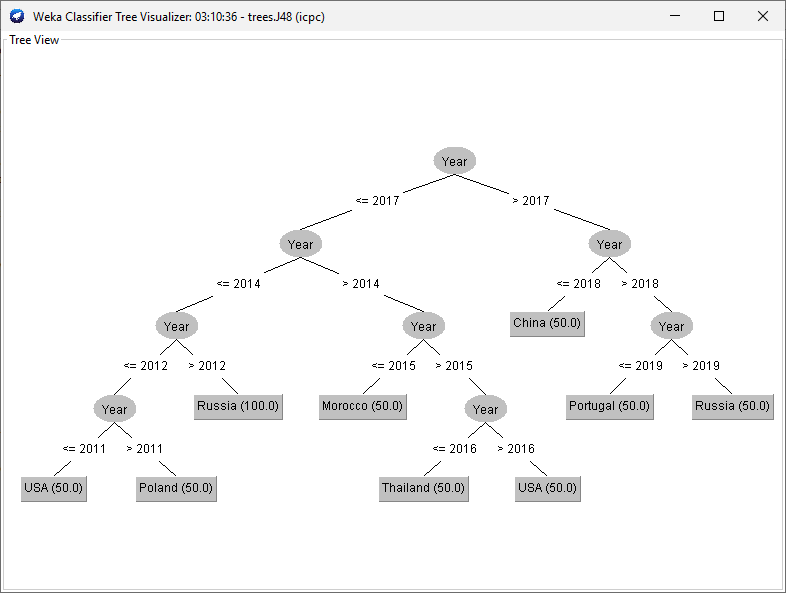 Weka Classifier Tree Visualizer: 03:10:36 - trees.J48 (icpc)
Tree View
Year
<= 2017 > 2017
Year Year
<= 2014 > 2014 <= 2018 > 2018
China (50.0)
Year Year Year
<= 2012 > 2012 <= 2015 > 2015 <= 2019 > 2019
Year Russia (100.0) Morocco (50.0) Year Portugal (50.0) Russia (50.0)
<= 2011 > 2011 <= 2016 > 2016
USA (50.0) Poland (50.0) Thailand (50.0) USA (50.0)